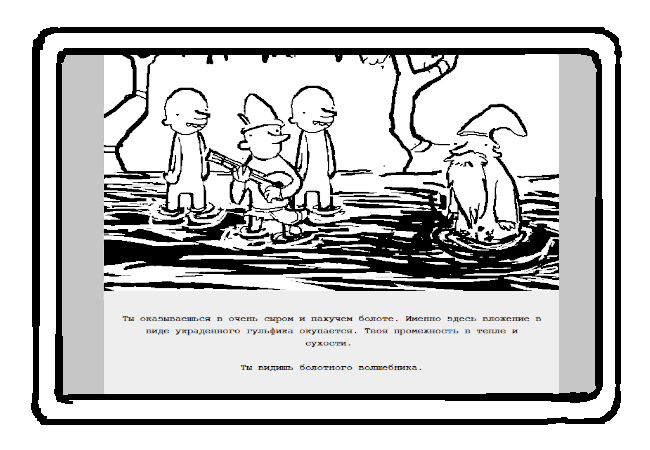 Ты оказываешься в очень сыром и пахучем болоте. Именно здесь вложение в
виде украденного гульфика окупается. Твоя промежность в тепле и
сухости.
Ты видишь болотного волшебника.